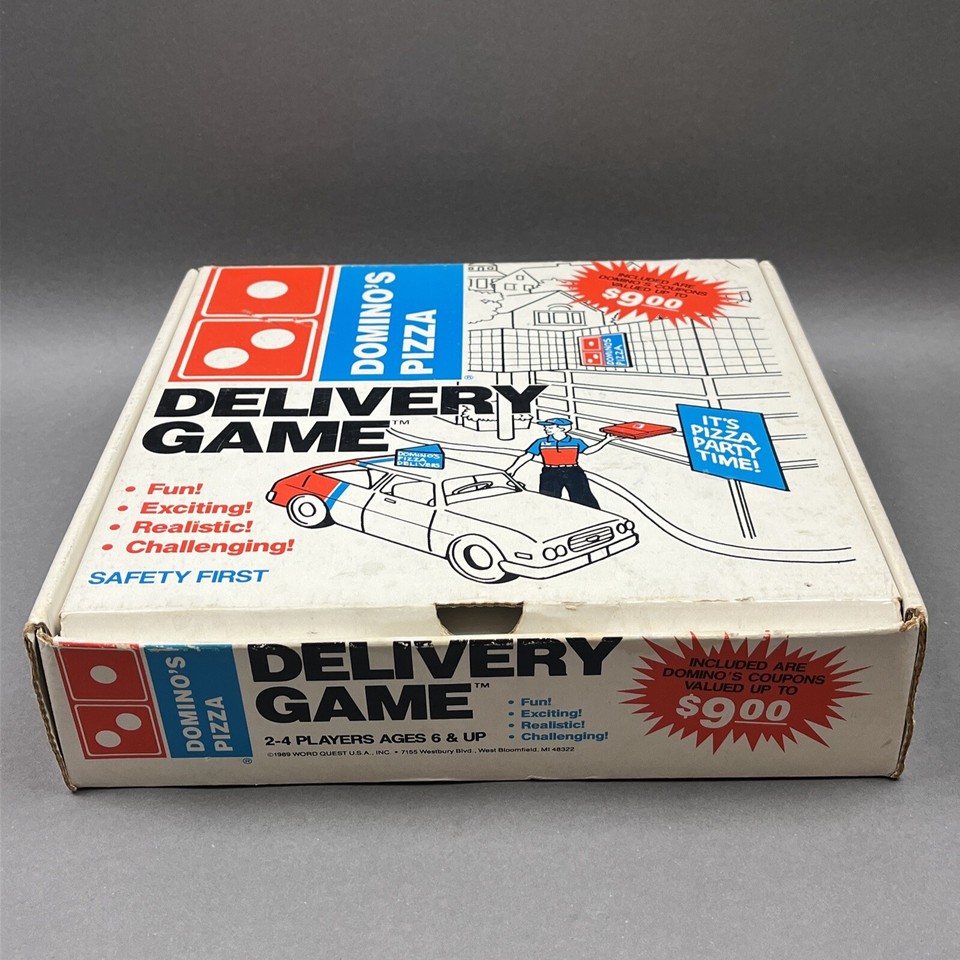 DOMINO'S
PIZZA
®
DELIVERY
GAME™
• Fun!
• Exciting!
• Realistic!
• Challenging!
SAFETY FIRST
INCLUDED ARE
DOMINO'S COUPONS
VALUED UP TO
$9.00
DOMINO'S
PIZZA
DOMINO'S
PIZZA
DELIVERS
IT'S
PIZZA
PARTY
TIME!
DOMINO'S
PIZZA
®
DELIVERY
GAME™
2-4 PLAYERS AGES 6 & UP
©1989 WORD QUEST U.S.A., INC. • 7155 Westbury Blvd., West Bloomfield, MI 48322
• Fun!
• Exciting!
• Realistic!
• Challenging!
INCLUDED ARE
DOMINO'S COUPONS
VALUED UP TO
$9.00